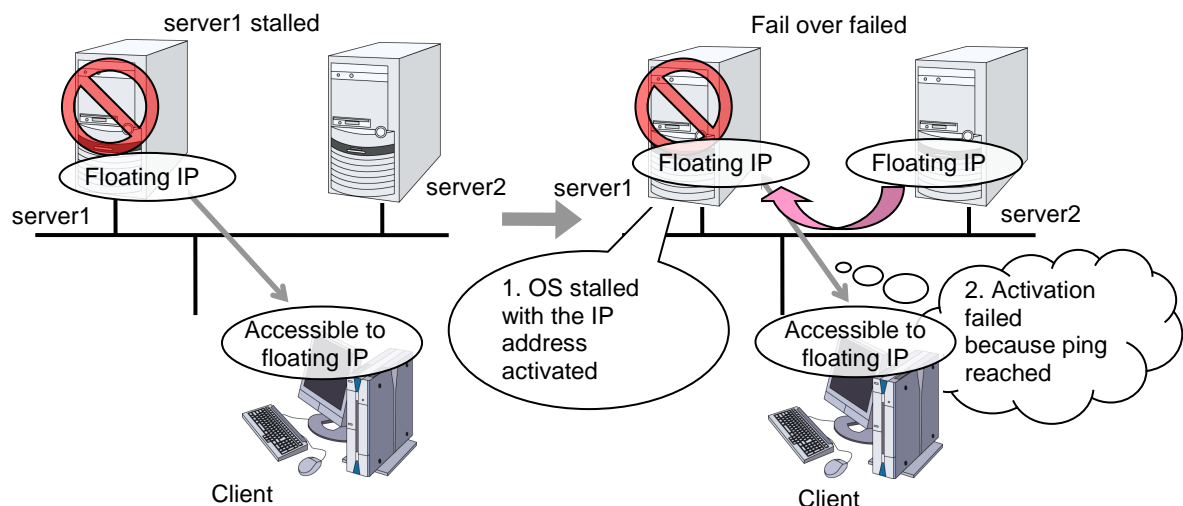 server1 stalled
Floating IP
server1
server2
Accessible to
floating IP
Client
Fail over failed
Floating IP
Floating IP
server1
server2
1. OS stalled
with the IP
address
activated
2. Activation
failed
because ping
reached
Accessible to
floating IP
Client